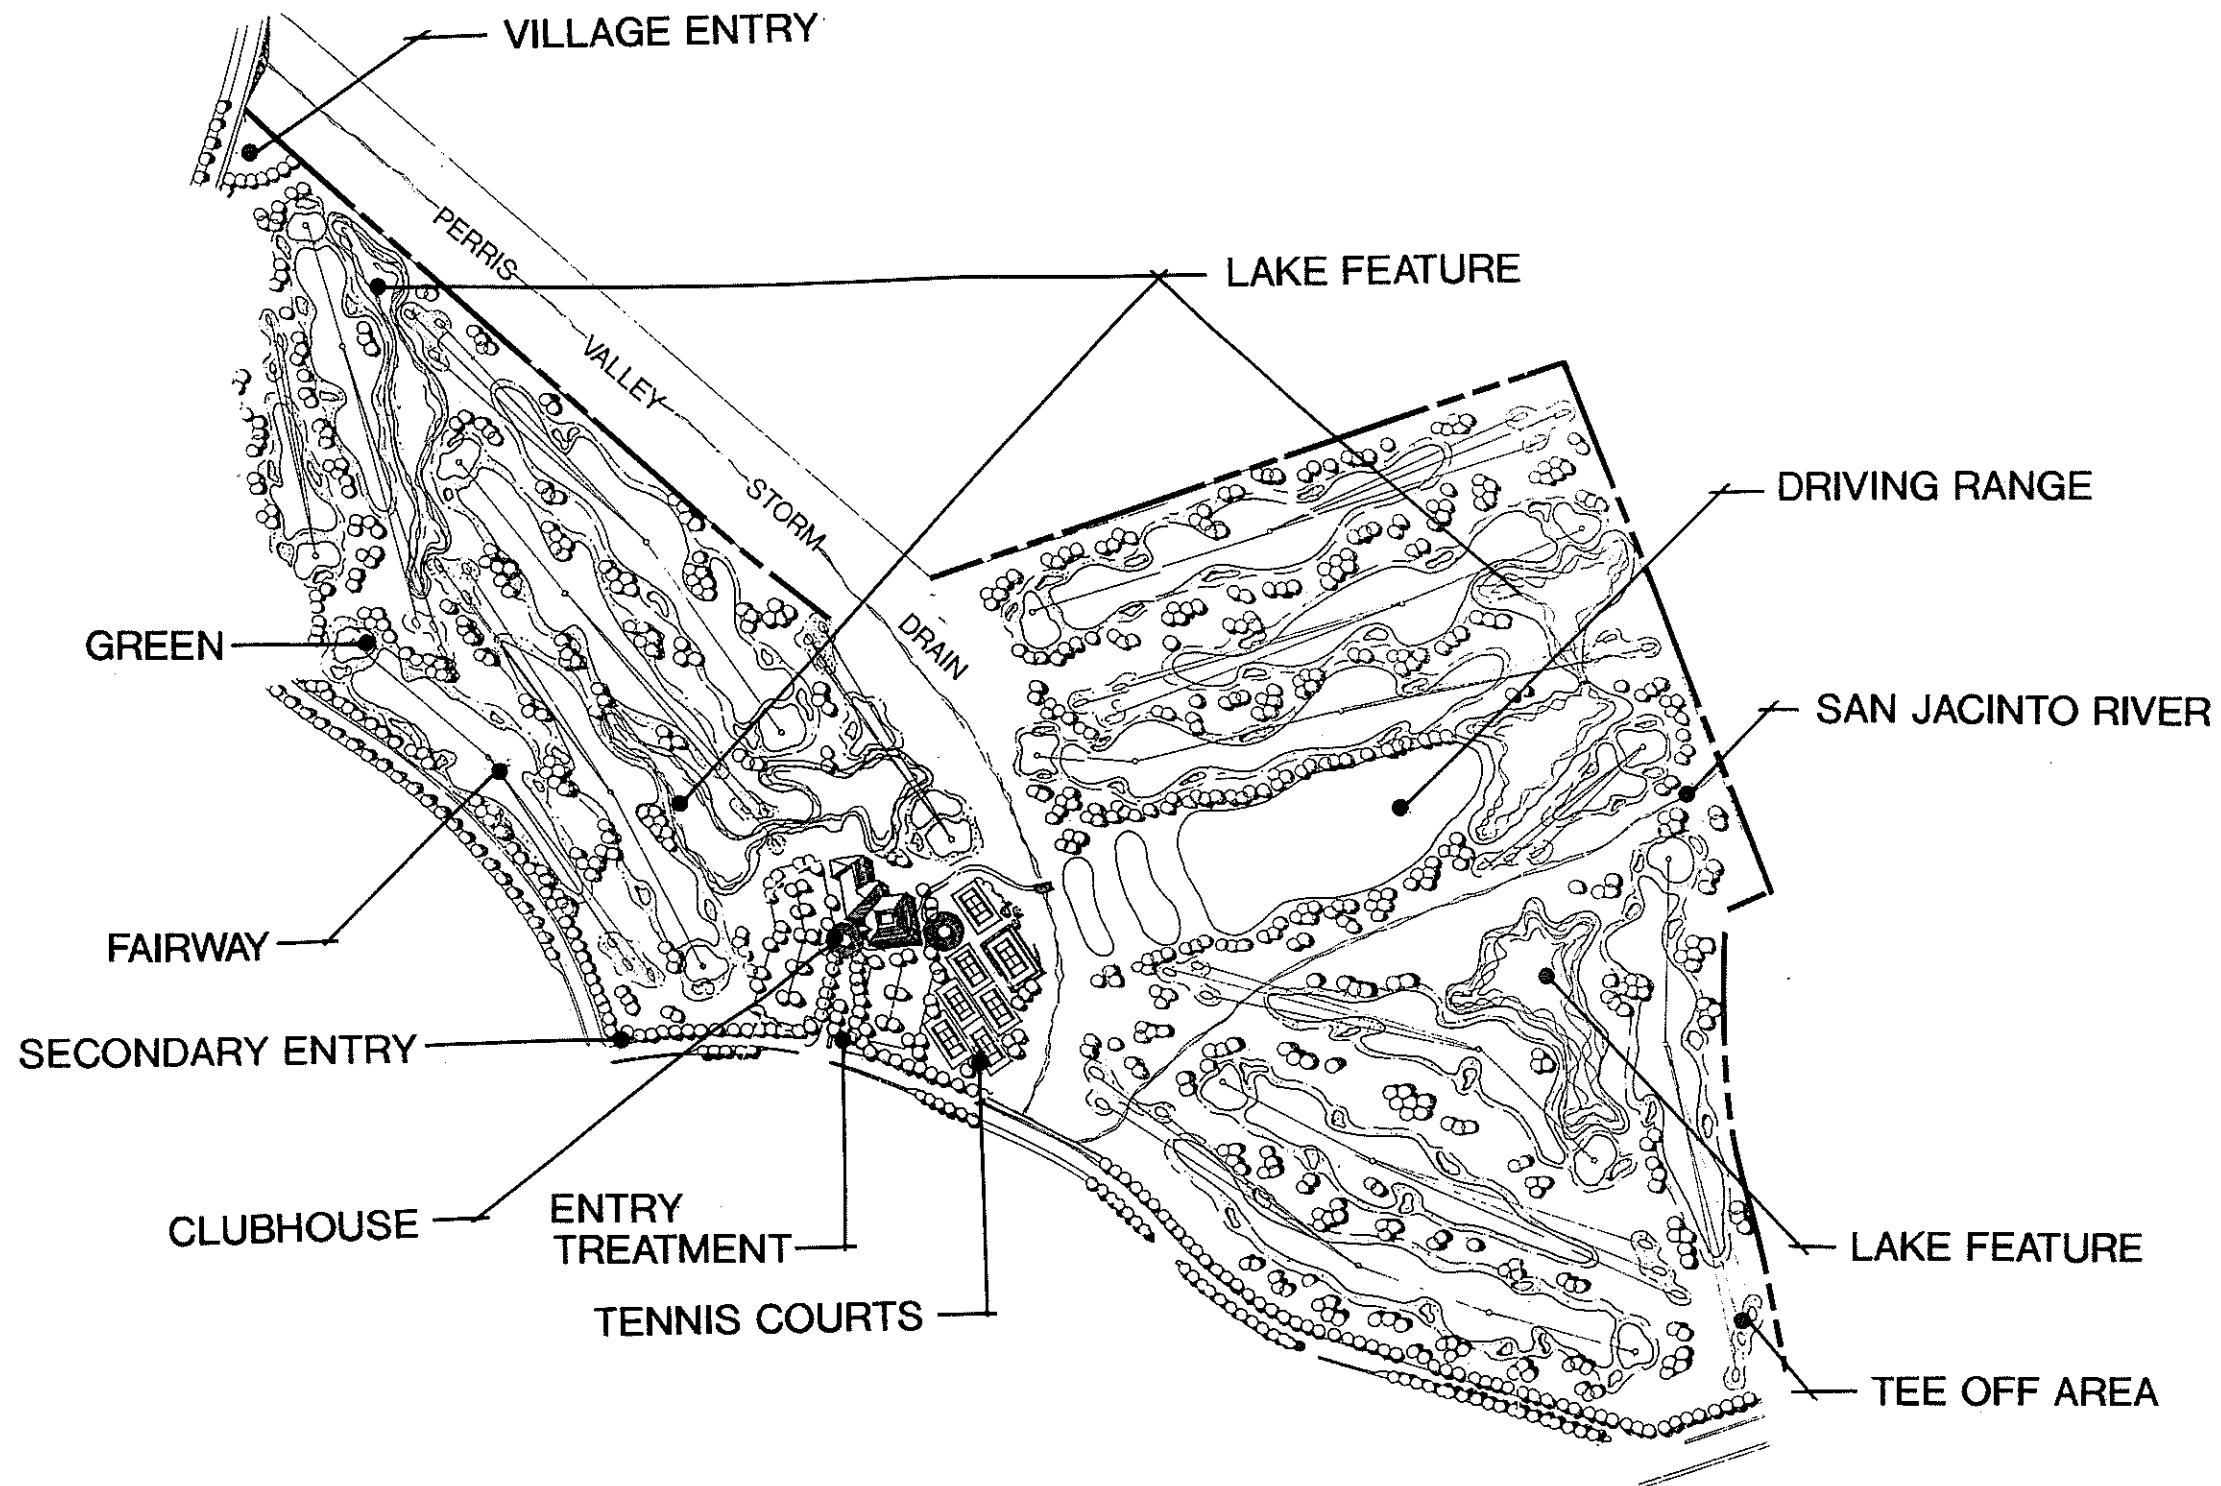 VILLAGE ENTRY
PERRIS
VALLEY
STORM
DRAIN
LAKE FEATURE
DRIVING RANGE
GREEN
SAN JACINTO RIVER
FAIRWAY
SECONDARY ENTRY
CLUBHOUSE
ENTRY
TREATMENT
TENNIS COURTS
LAKE FEATURE
TEE OFF AREA